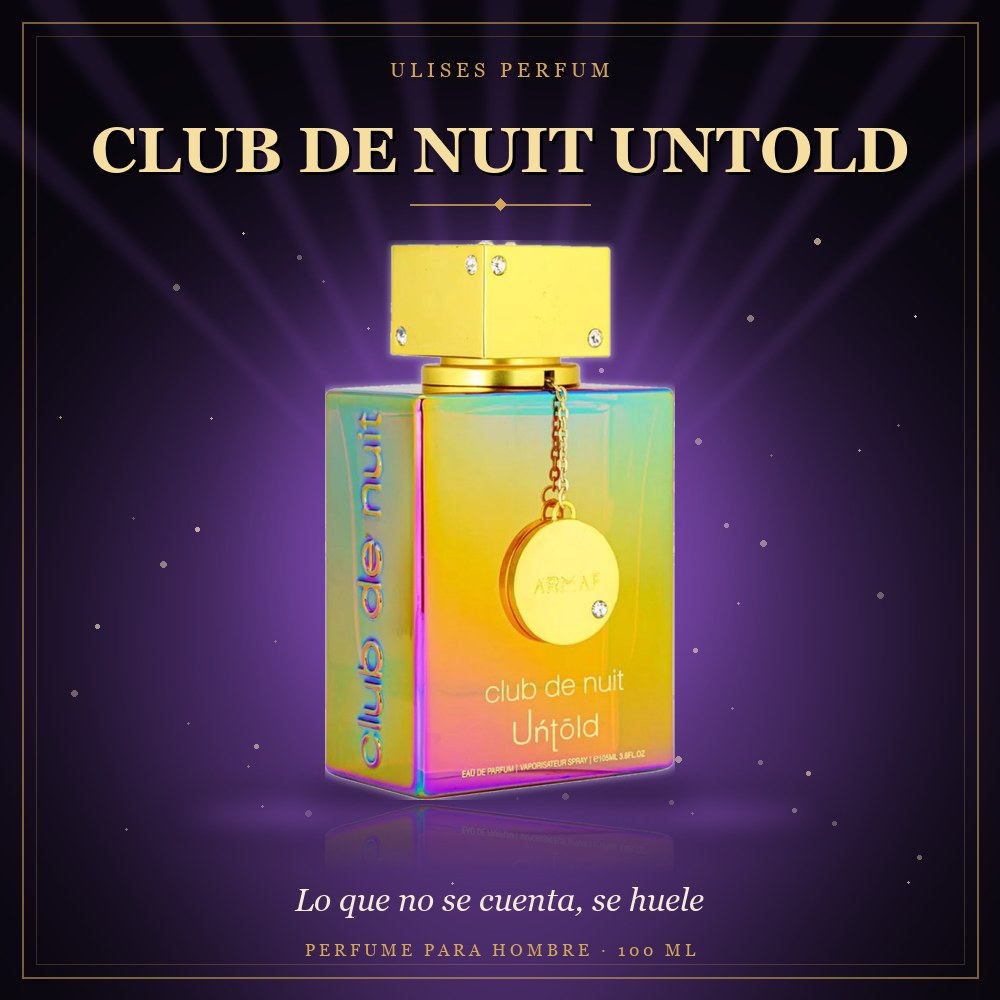 ULISES PERFUM
CLUB DE NUIT UNTOLD
Club de nuit
ARMAF
club de nuit
Úńtōld
EAU DE PARFUM | VAPORISATEUR SPRAY | ℮105ML 3.6FL.OZ
Lo que no se cuenta, se huele
PERFUME PARA HOMBRE · 100 ML